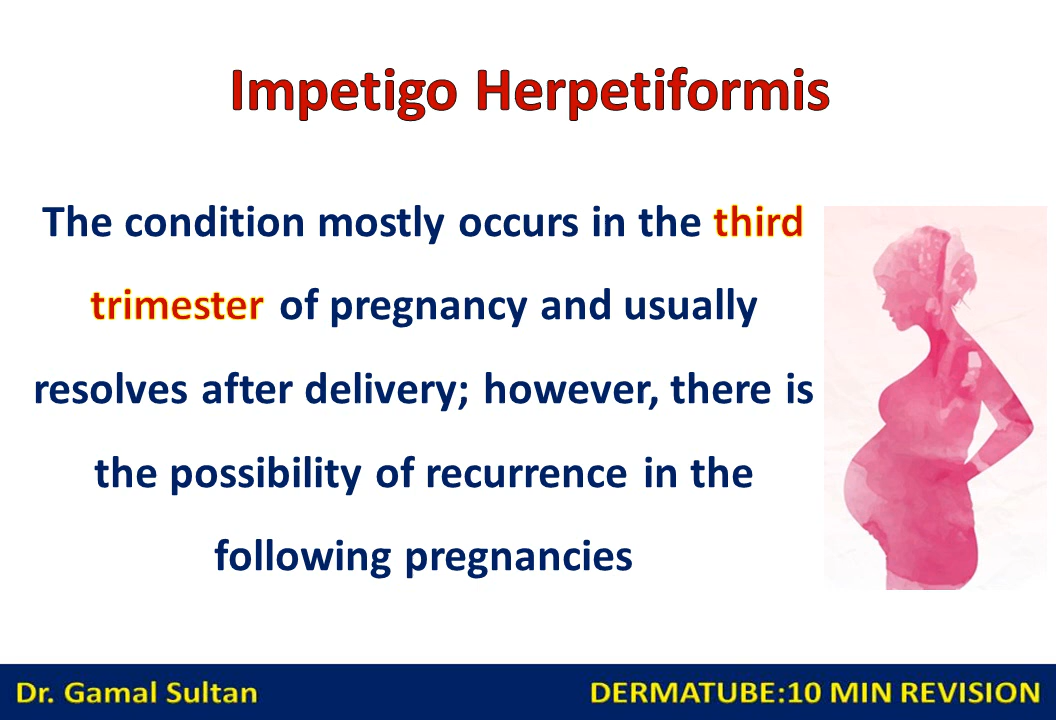 Impetigo Herpetiformis
The condition mostly occurs in the third
trimester of pregnancy and usually
resolves after delivery; however, there is
the possibility of recurrence in the
following pregnancies
Dr. Gamal Sultan
DERMATUBE:10 MIN REVISION